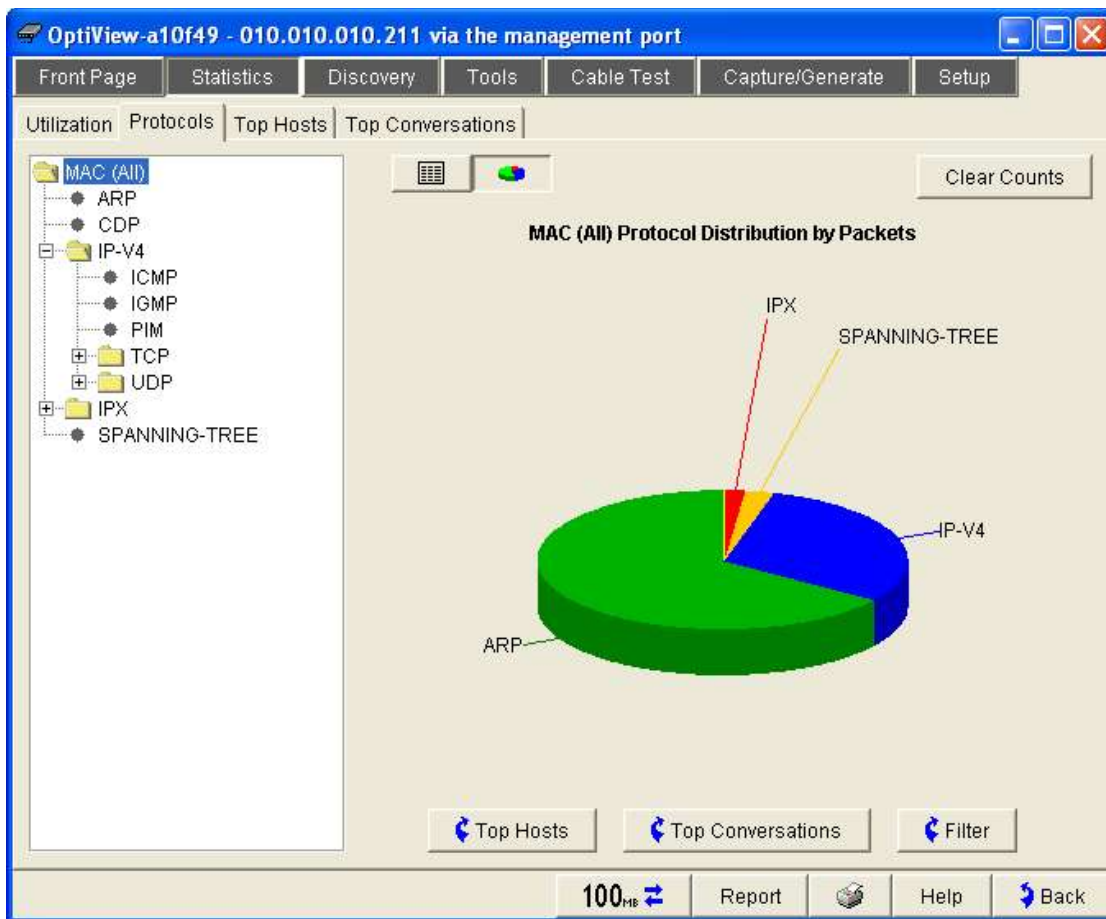 OptiView-a10f49 - 010.010.010.211 via the management port
Front Page Statistics Discovery Tools Cable Test Capture/Generate Setup
Utilization Protocols Top Hosts Top Conversations
MAC (All)
ARP
CDP
IP-V4
ICMP
IGMP
PIM
TCP
UDP
IPX
SPANNING-TREE
Clear Counts
MAC (All) Protocol Distribution by Packets
IPX
SPANNING-TREE
IP-V4
ARP
Top Hosts Top Conversations Filter
100MB Report Help Back